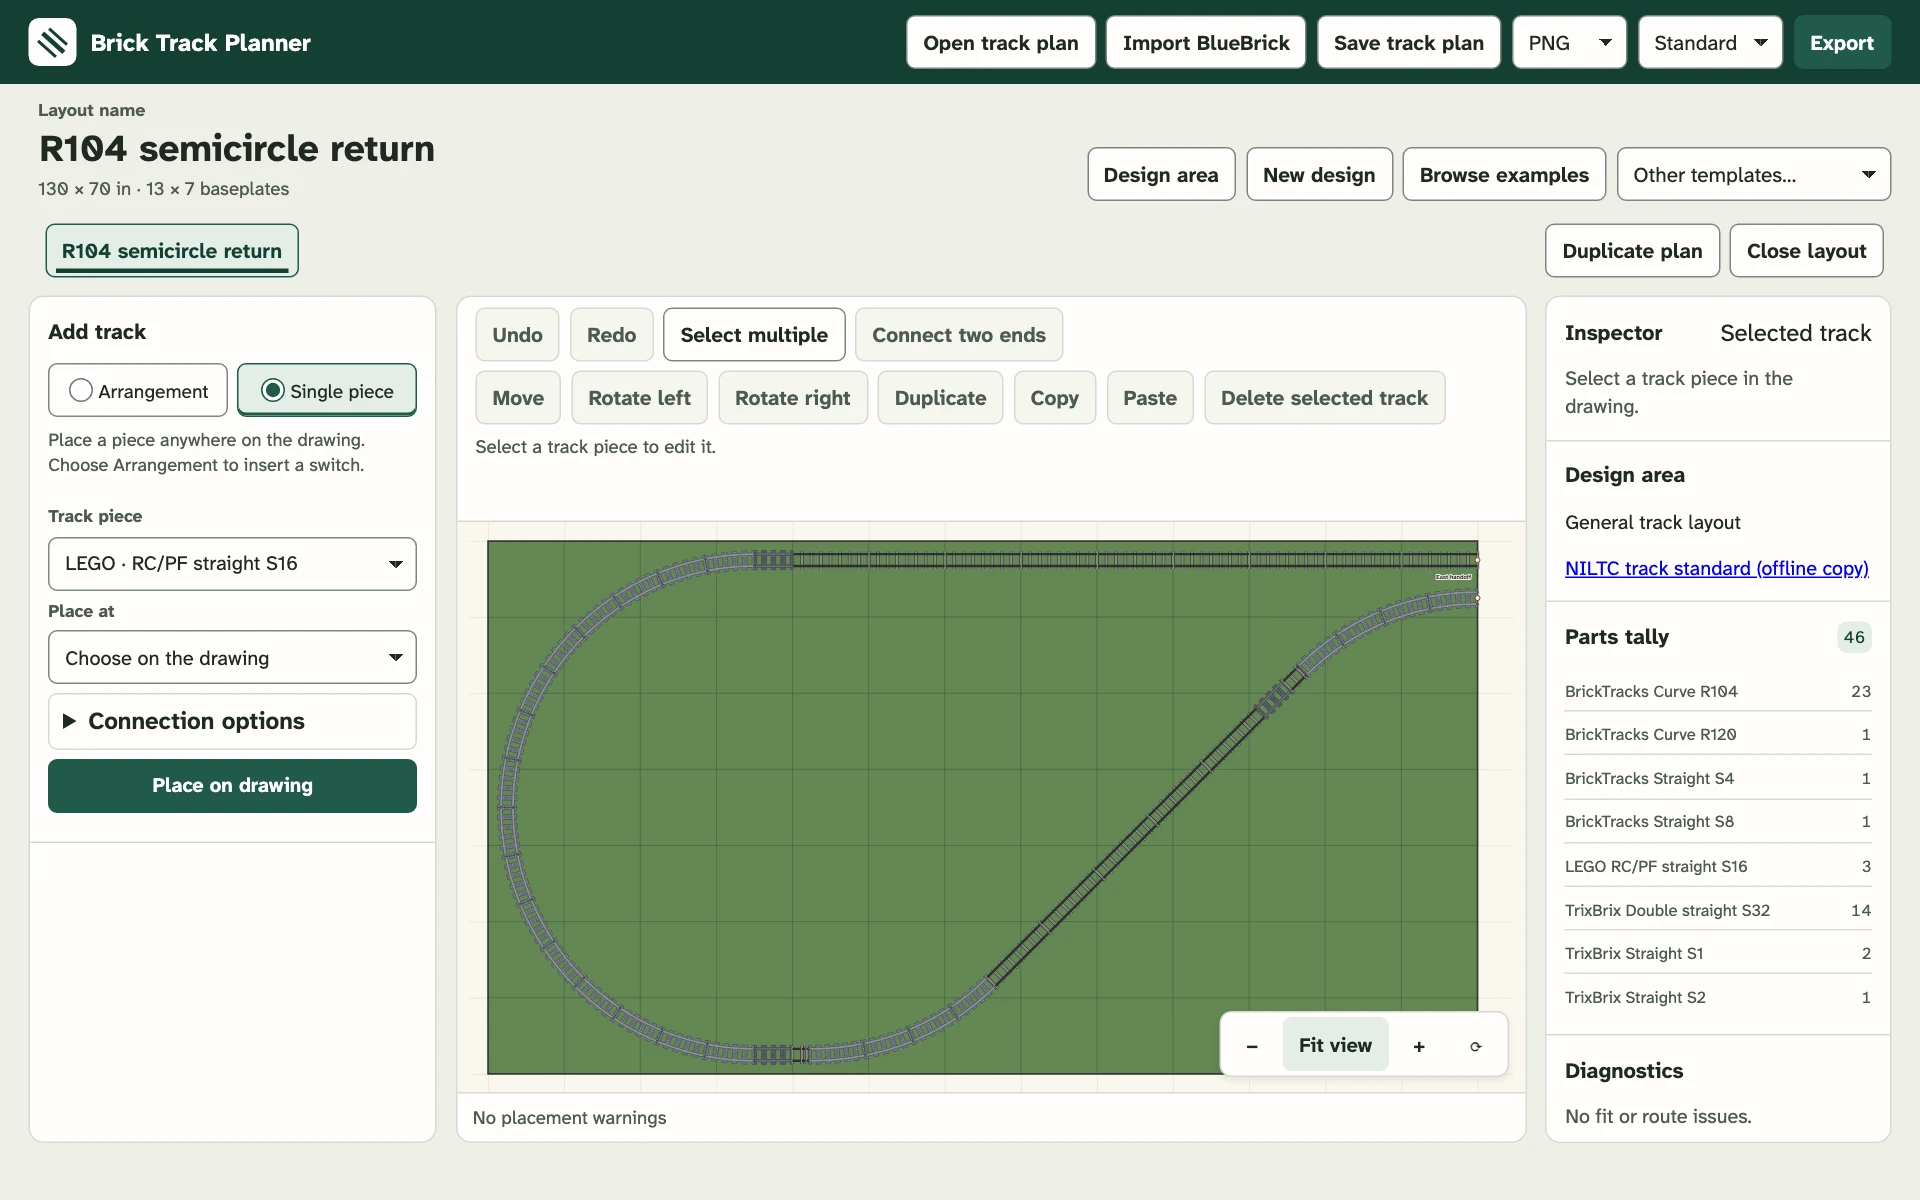 Brick Track Planner
Open track plan
Import BlueBrick
Save track plan
PNG
Standard
Export
Layout name
R104 semicircle return
130 × 70 in · 13 × 7 baseplates
Design area
New design
Browse examples
Other templates...
R104 semicircle return
Duplicate plan
Close layout
Add track
Arrangement
Single piece
Place a piece anywhere on the drawing.
Choose Arrangement to insert a switch.
Track piece
LEGO · RC/PF straight S16
Place at
Choose on the drawing
Connection options
Place on drawing
Undo
Redo
Select multiple
Connect two ends
Move
Rotate left
Rotate right
Duplicate
Copy
Paste
Delete selected track
Select a track piece to edit it.
East handoff
− Fit view +
No placement warnings
Inspector
Selected track
Select a track piece in the
drawing.
Design area
General track layout
NILTC track standard (offline copy)
Parts tally 46
BrickTracks Curve R104 23
BrickTracks Curve R120 1
BrickTracks Straight S4 1
BrickTracks Straight S8 1
LEGO RC/PF straight S16 3
TrixBrix Double straight S32 14
TrixBrix Straight S1 2
TrixBrix Straight S2 1
Diagnostics
No fit or route issues.